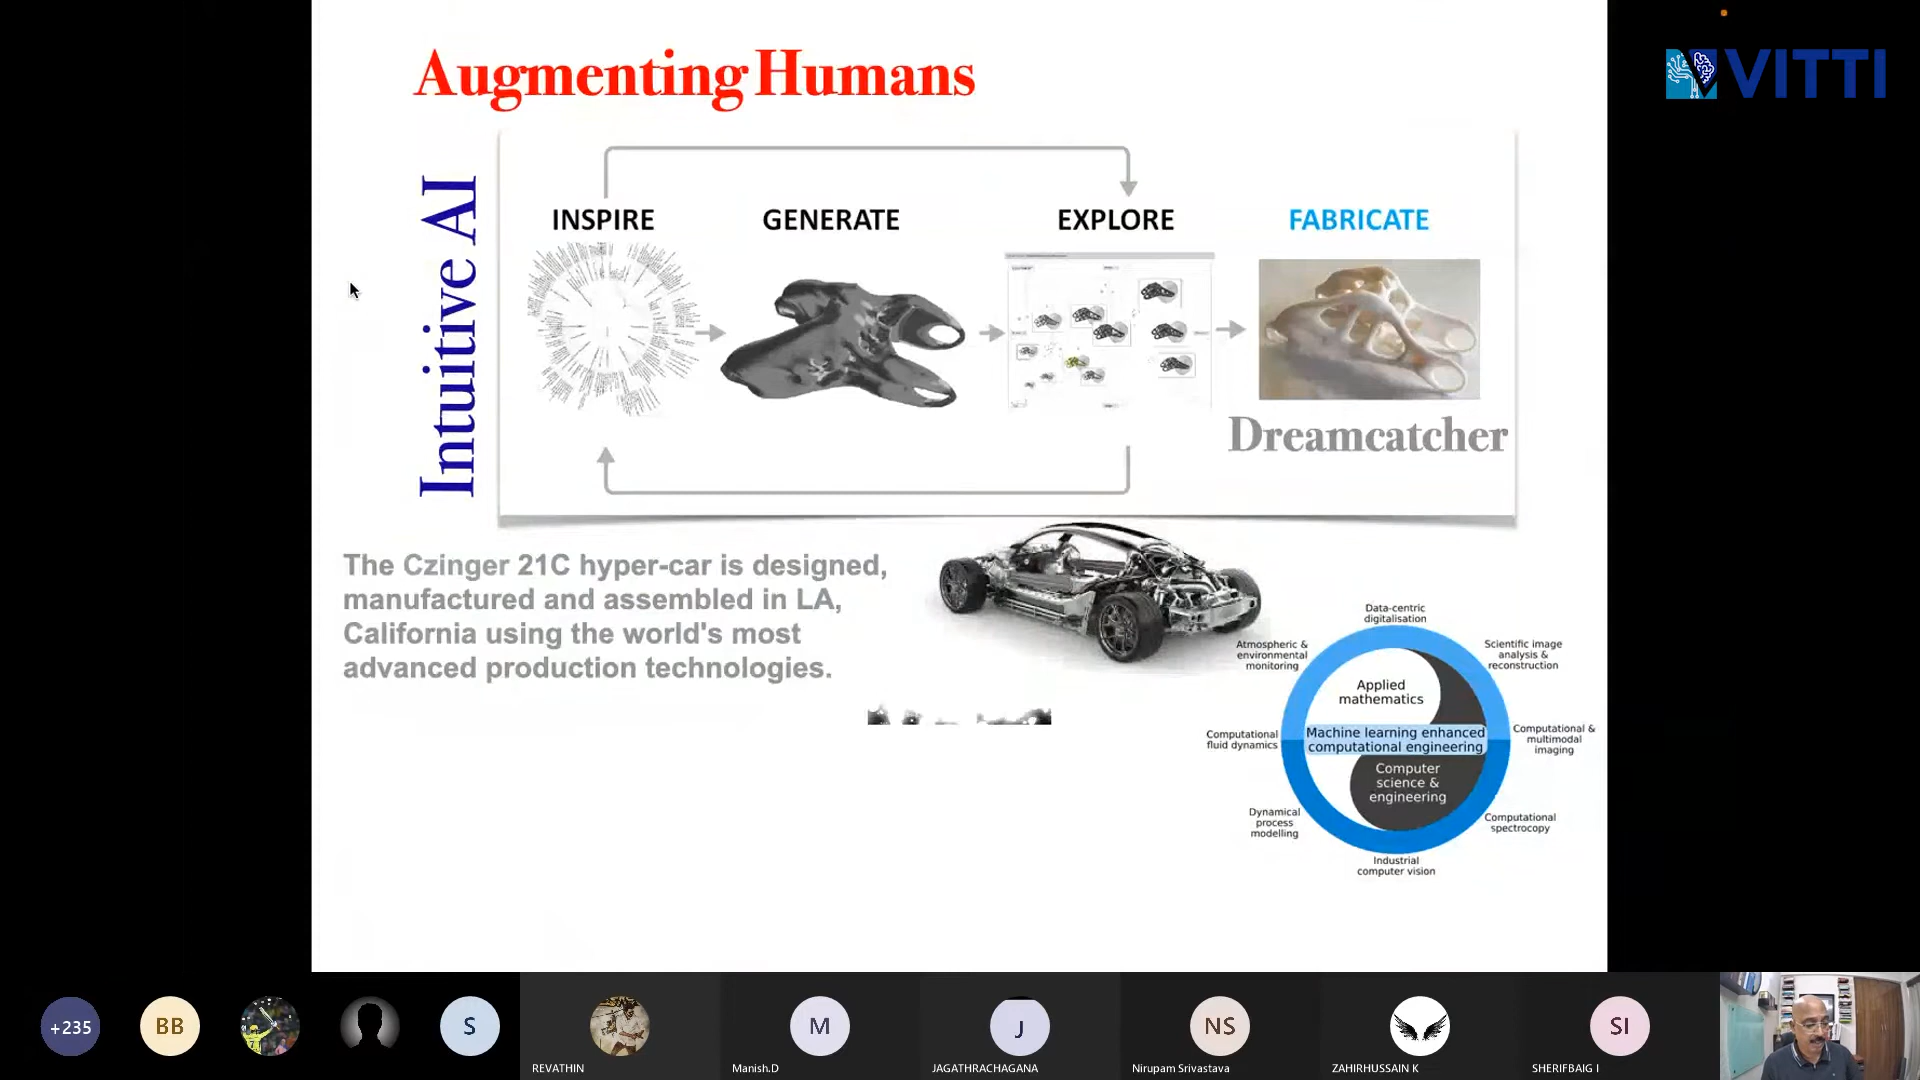 Augmenting Humans
VITTI
Intuitive AI
INSPIRE
GENERATE
EXPLORE
FABRICATE
Dreamcatcher
The Czinger 21C hyper-car is designed,
manufactured and assembled in LA,
California using the world's most
advanced production technologies.
Data-centric
digitalisation
Atmospheric &
environmental
monitoring
Scientific image
analysis &
reconstruction
Applied
mathematics
Computational
fluid dynamics
Machine learning enhanced
computational engineering
Computational &
multimodal
imaging
Computer
science &
engineering
Dynamical
process
modelling
Computational
spectrocopy
Industrial
computer vision
+235
BB
S
REVATHIN
M
Manish.D
J
JAGATHRACHAGANA
NS
Nirupam Srivastava
ZAHIRHUSSAIN K
SI
SHERIFBAIG I